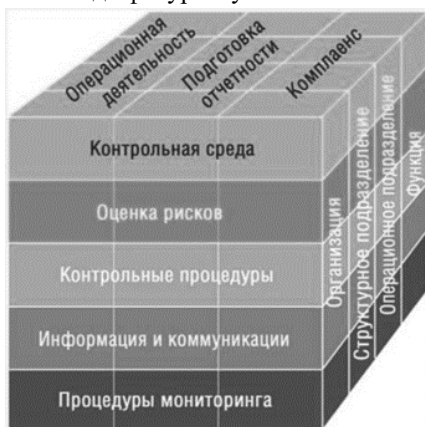 Операционная
деятельность
Подготовка
отчетности
Комплаенс
Контрольная среда
Оценка рисков
Контрольные процедуры
Информация и коммуникации
Процедуры мониторинга
Организация
Структурное подразделение
Операционное подразделение
Функция